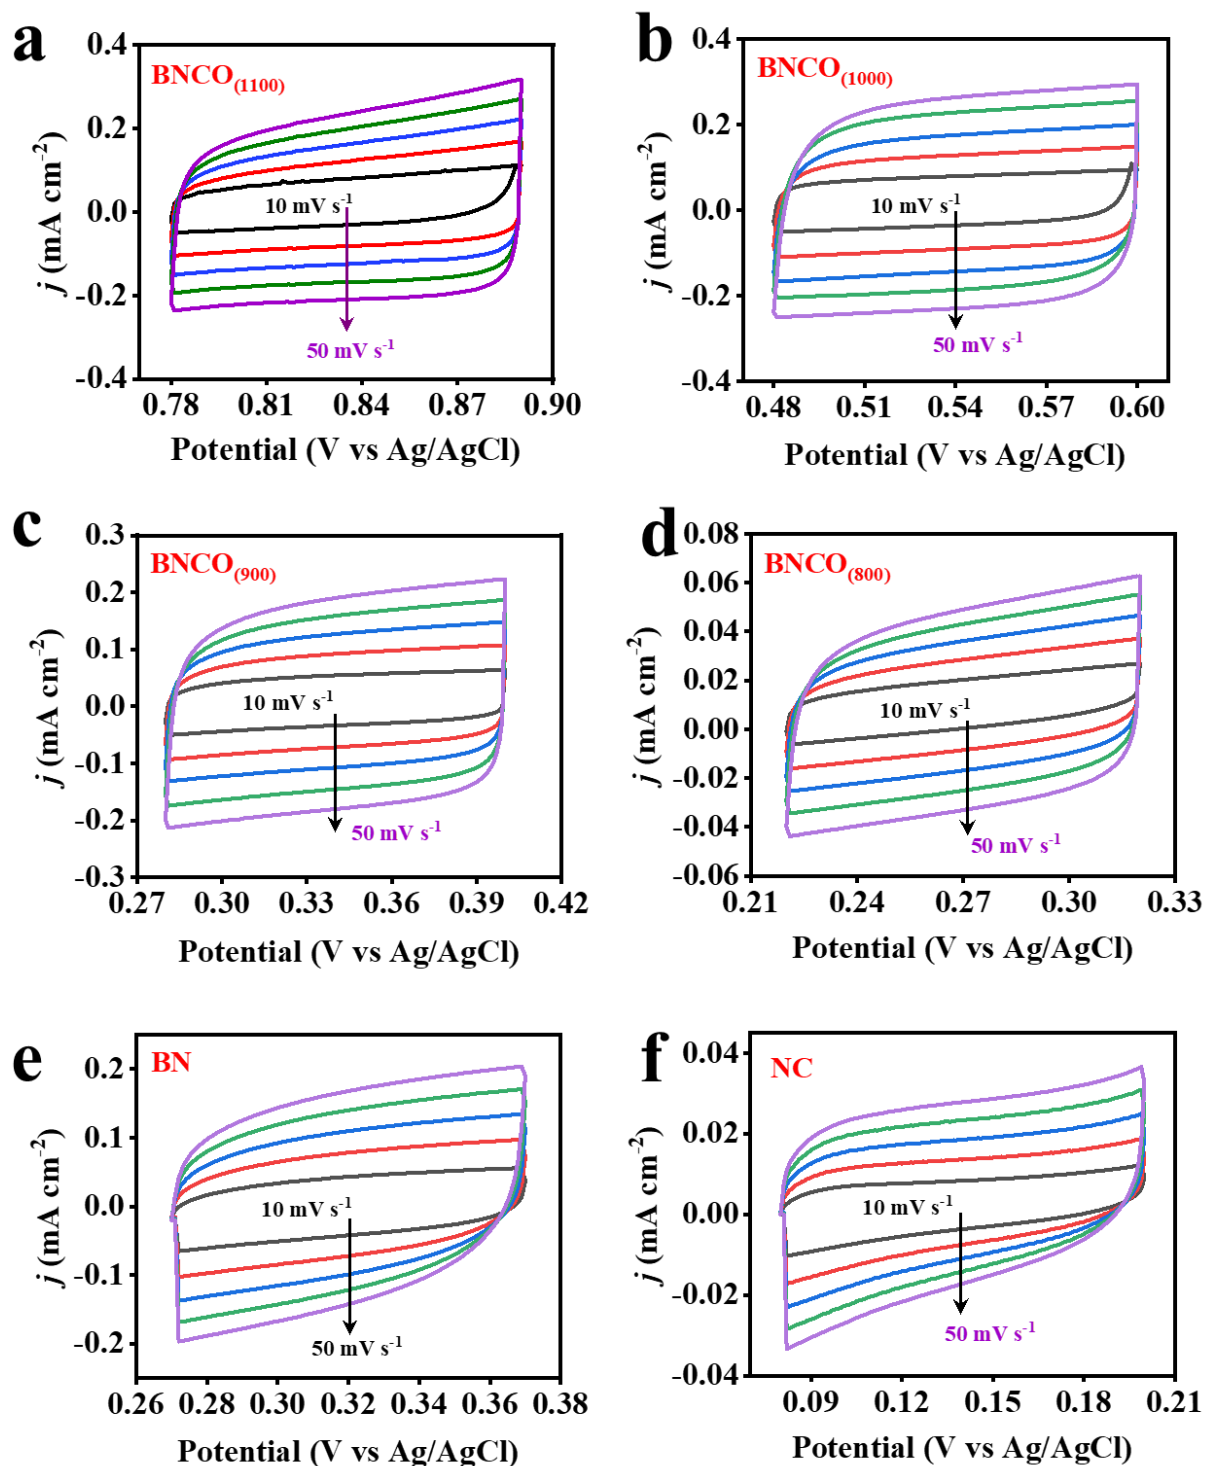 a
BNCO(1100)
0.4
0.2
0.0
-0.2
-0.4
j (mA cm-2)
10 mV s-1
50 mV s-1
0.78 0.81 0.84 0.87 0.90
Potential (V vs Ag/AgCl)
b
BNCO(1000)
0.4
0.2
0.0
-0.2
-0.4
j (mA cm-2)
10 mV s-1
50 mV s-1
0.48 0.51 0.54 0.57 0.60
Potential (V vs Ag/AgCl)
c
BNCO(900)
0.3
0.2
0.1
0.0
-0.1
-0.2
-0.3
j (mA cm-2)
10 mV s-1
50 mV s-1
0.27 0.30 0.33 0.36 0.39 0.42
Potential (V vs Ag/AgCl)
d
BNCO(800)
0.08
0.06
0.04
0.02
0.00
-0.02
-0.04
-0.06
j (mA cm-2)
10 mV s-1
50 mV s-1
0.21 0.24 0.27 0.30 0.33
Potential (V vs Ag/AgCl)
e
BN
0.2
0.1
0.0
-0.1
-0.2
j (mA cm-2)
10 mV s-1
50 mV s-1
0.26 0.28 0.30 0.32 0.34 0.36 0.38
Potential (V vs Ag/AgCl)
f
NC
0.04
0.02
0.00
-0.02
-0.04
j (mA cm-2)
10 mV s-1
50 mV s-1
0.09 0.12 0.15 0.18 0.21
Potential (V vs Ag/AgCl)